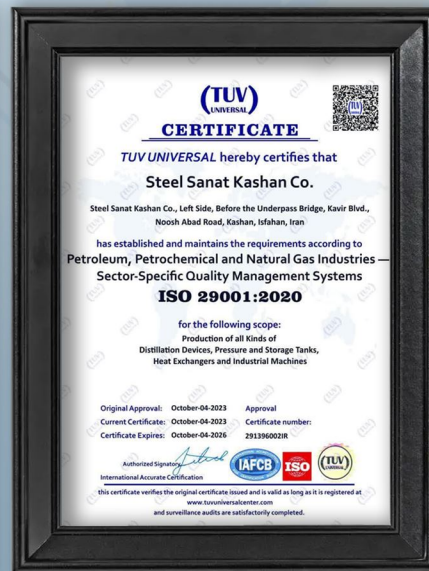 (TUV)
UNIVERSAL
CERTIFICATE
TUV UNIVERSAL hereby certifies that
Steel Sanat Kashan Co.
Steel Sanat Kashan Co., Left Side, Before the Underpass Bridge, Kavir Blvd.,
Noosh Abad Road, Kashan, Isfahan, Iran
has established and maintains the requirements according to
Petroleum, Petrochemical and Natural Gas Industries —
Sector-Specific Quality Management Systems
ISO 29001:2020
for the following scope:
Production of all Kinds of
Distillation Devices, Pressure and Storage Tanks,
Heat Exchangers and Industrial Machines
Original Approval: October-04-2023 Approval
Current Certificate: October-04-2023 Certificate number:
Certificate Expires: October-04-2026 291396002IR
Authorized Signatory
International Accurate Certification
IAFCB
ISO
(TUV)
UNIVERSAL
this certificate verifies the original certificate issued and is valid as long as it is registered at
www.tuvuniversalcenter.com
and surveillance audits are satisfactorily completed.